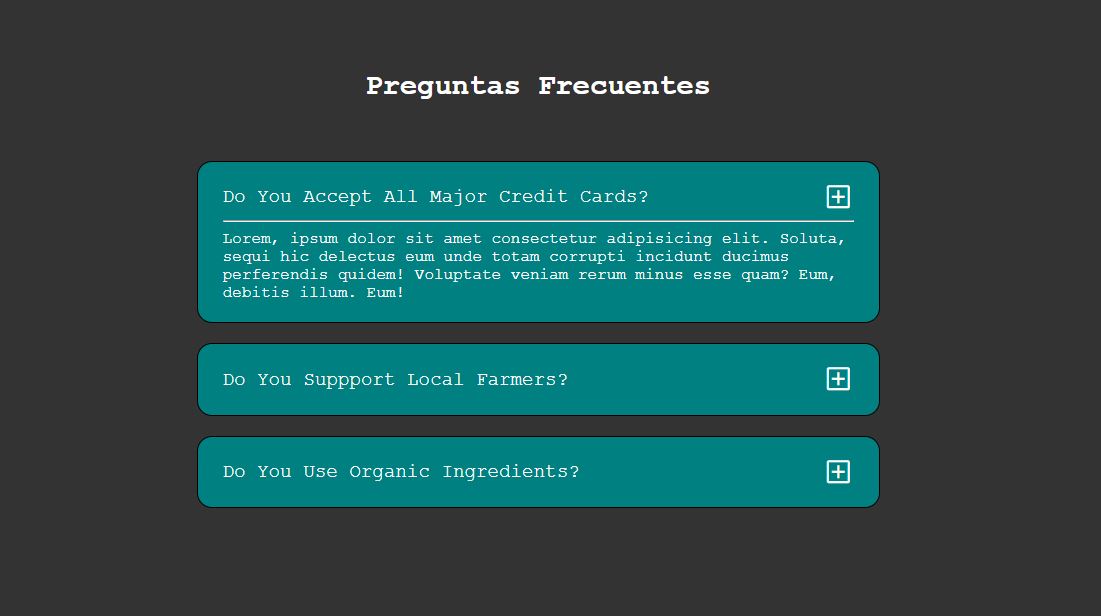 Preguntas Frecuentes
Do You Accept All Major Credit Cards?
Lorem, ipsum dolor sit amet consectetur adipisicing elit. Soluta,
sequi hic delectus eum unde totam corrupti incidunt ducimus
perferendis quidem! Voluptate veniam rerum minus esse quam? Eum,
debitis illum. Eum!
Do You Suppport Local Farmers?
Do You Use Organic Ingredients?